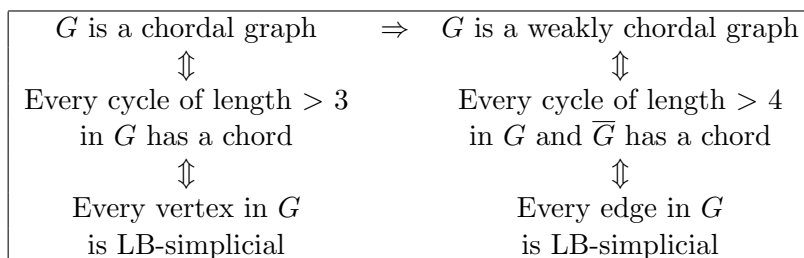 G is a chordal graph ⇒ G is a weakly chordal graph
⇕ ⇕
Every cycle of length > 3 Every cycle of length > 4
in G has a chord in G and $\overline{G}$ has a chord
⇕ ⇕
Every vertex in G Every edge in G
is LB-simplicial is LB-simplicial